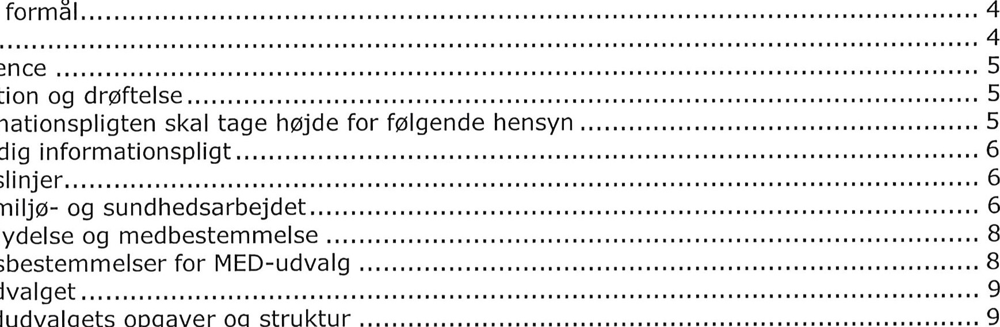 formål 4
4
ence 5
tion og drøftelse 5
nationspligten skal tage højde for følgende hensyn 5
dig informationspligt 6
slinjer 6
miljø- og sundhedsarbejdet 6
ydelse og medbestemmelse 8
sbestemmelser for MED-udvalg 8
dvalget 9
dudvalgets opgaver og struktur 9